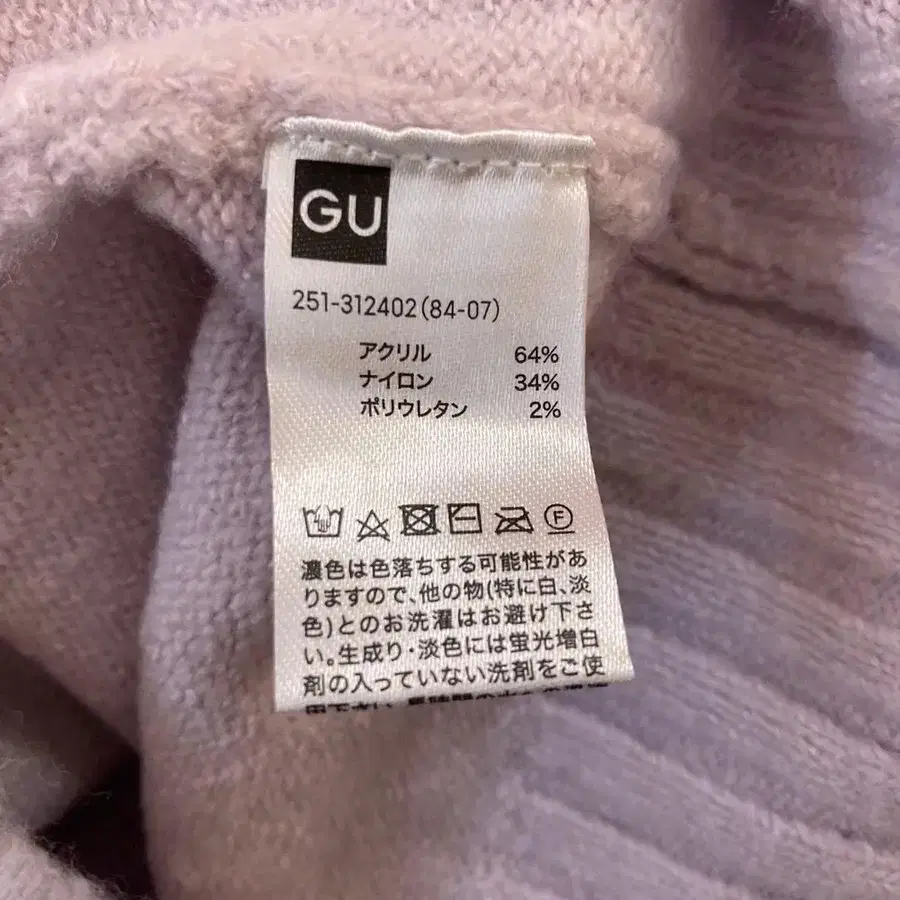 GU
251-312402(84-07)
アクリル 64%
ナイロン 34%
ポリウレタン 2%
F
濃色は色落ちする可能性があ
りますので、他の物(特に白、淡
色)とのお洗濯はお避け下さ
い。生成り・淡色には蛍光増白
剤の入っていない洗剤をご使
用下さい。